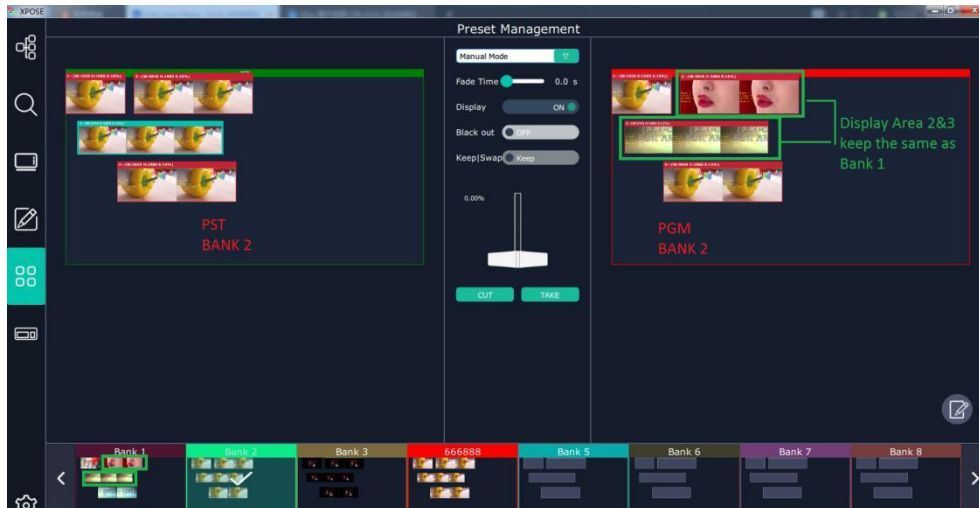 XPOSE
Preset Management
Manual Mode
Fade Time
0.0 s
Display
ON
Black out
OFF
Keep|Swap
Keep
0.00%
CUT
TAKE
PST
BANK 2
PGM
BANK 2
Display Area 2&3
keep the same as
Bank 1
Bank 1
Bank 2
Bank 3
666888
Bank 5
Bank 6
Bank 7
Bank 8